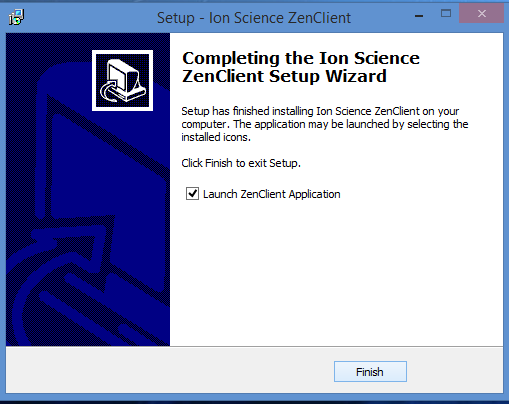 Setup - Ion Science ZenClient
Completing the Ion Science
ZenClient Setup Wizard
Setup has finished installing Ion Science ZenClient on your
computer. The application may be launched by selecting the
installed icons.
Click Finish to exit Setup.
Launch ZenClient Application
Finish